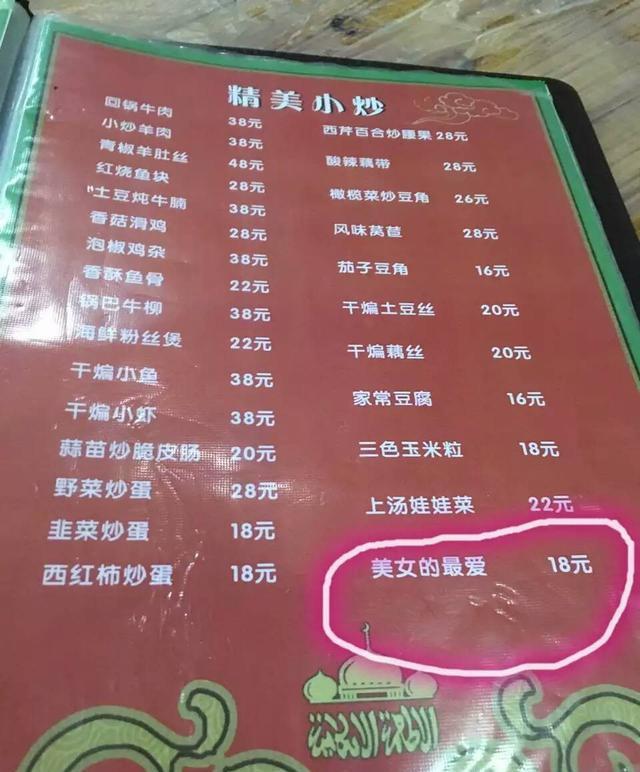 精美小炒
回锅牛肉 38元
小炒羊肉 38元
青椒羊肚丝 48元
红烧鱼块 28元
土豆炖牛腩 38元
香菇滑鸡 28元
泡椒鸡杂 38元
香酥鱼骨 22元
锅巴牛柳 38元
海鲜粉丝煲 22元
干煸小鱼 38元
干煸小虾 38元
蒜苗炒脆皮肠 20元
野菜炒蛋 28元
韭菜炒蛋 18元
西红柿炒蛋 18元
西芹百合炒腰果 28元
酸辣藕带 28元
橄榄菜炒豆角 26元
风味莴苣 28元
茄子豆角 16元
干煸土豆丝 20元
干煸藕丝 20元
家常豆腐 16元
三色玉米粒 18元
上汤娃娃菜 22元
美女的最爱 18元